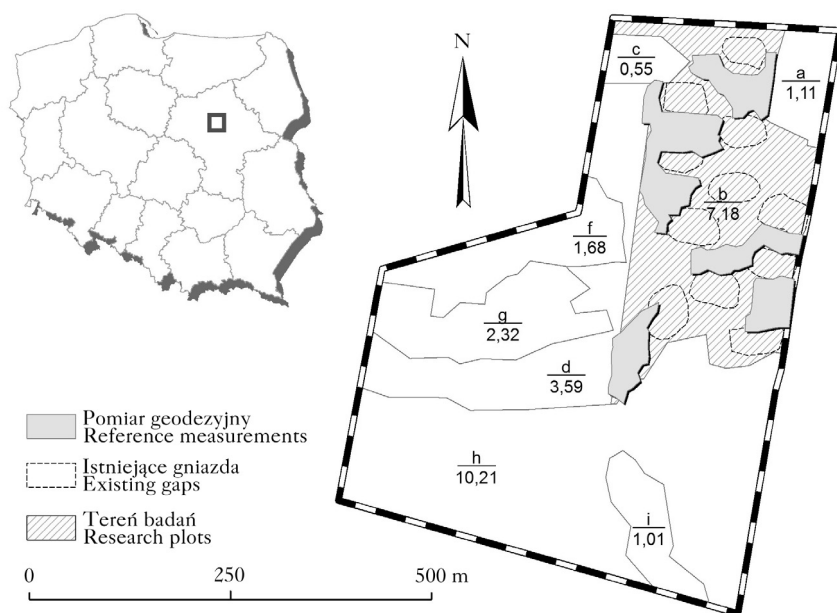 N
c
0,55
a
1,11
b
7,18
f
1,68
g
2,32
d
3,59
h
10,21
i
1,01
Pomiar geodezyjny
Reference measurements
Istniejące gniazda
Existing gaps
Tereń badań
Research plots
0 250 500 m